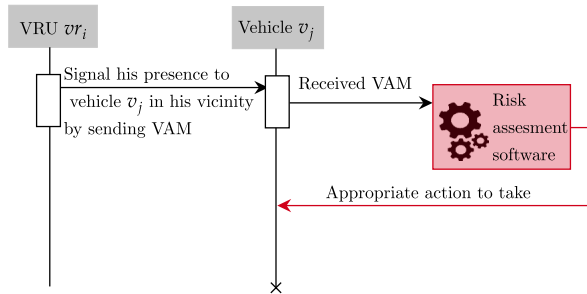 VRU vr_i
Vehicle v_j
Signal his presence to
vehicle v_j in his vicinity
by sending VAM
Received VAM
Risk
assesment
software
Appropriate action to take